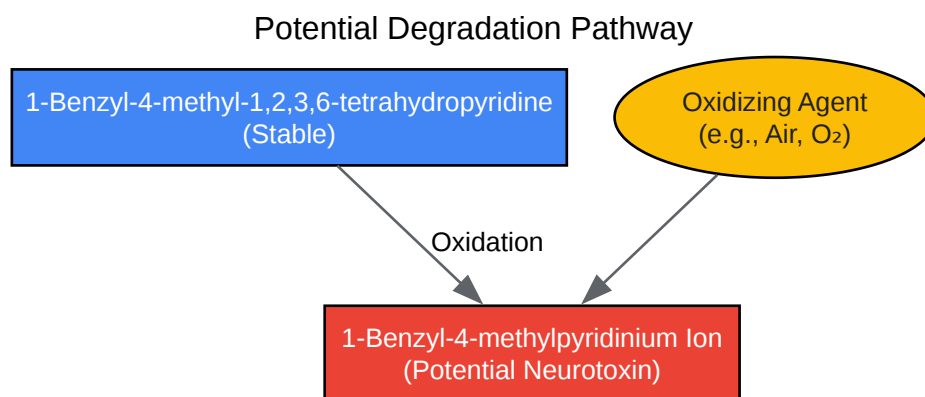 Potential Degradation Pathway
1-Benzyl-4-methyl-1,2,3,6-tetrahydropyridine
(Stable)
Oxidizing Agent
(e.g., Air, O₂)
Oxidation
1-Benzyl-4-methylpyridinium Ion
(Potential Neurotoxin)